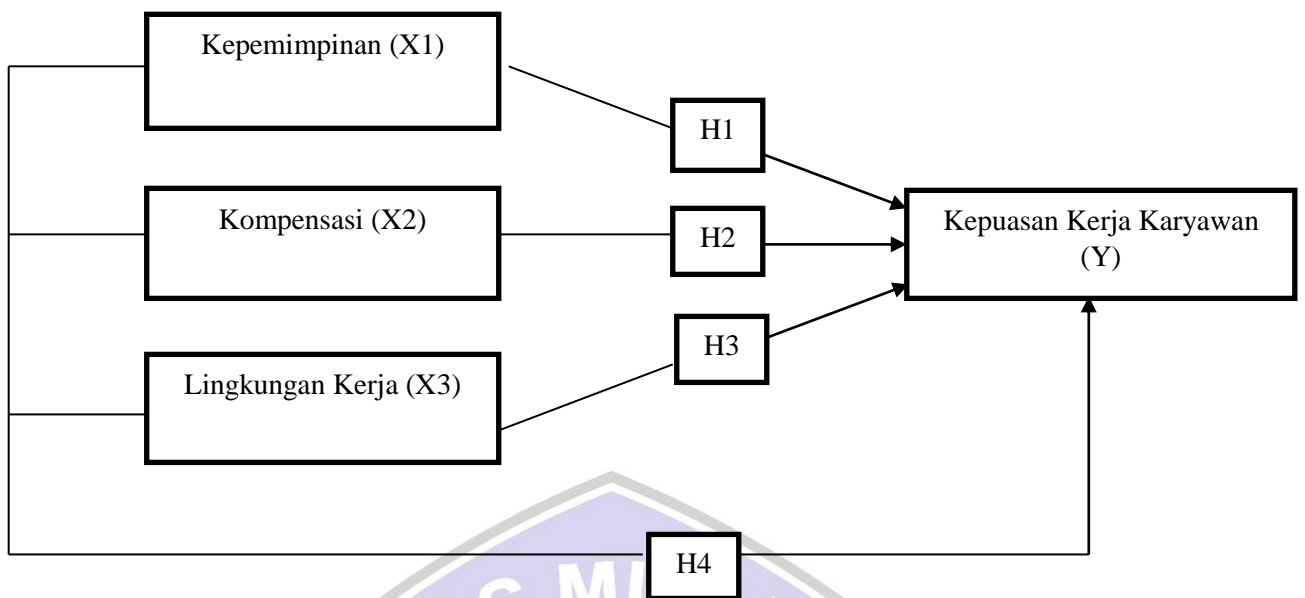 Kepemimpinan (X1)
H1
Kompensasi (X2)
H2
Kepuasan Kerja Karyawan
(Y)
H3
Lingkungan Kerja (X3)
H4